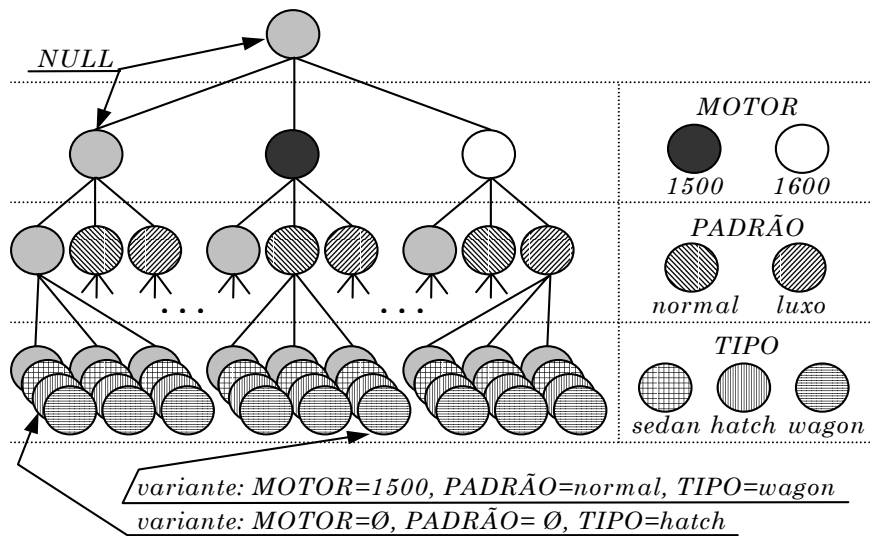 NULL
MOTOR
1500 1600
PADRÃO
normal luxo
. . . . . .
TIPO
sedan hatch wagon
variante: MOTOR=1500, PADRÃO=normal, TIPO=wagon
variante: MOTOR=Ø, PADRÃO= Ø, TIPO=hatch